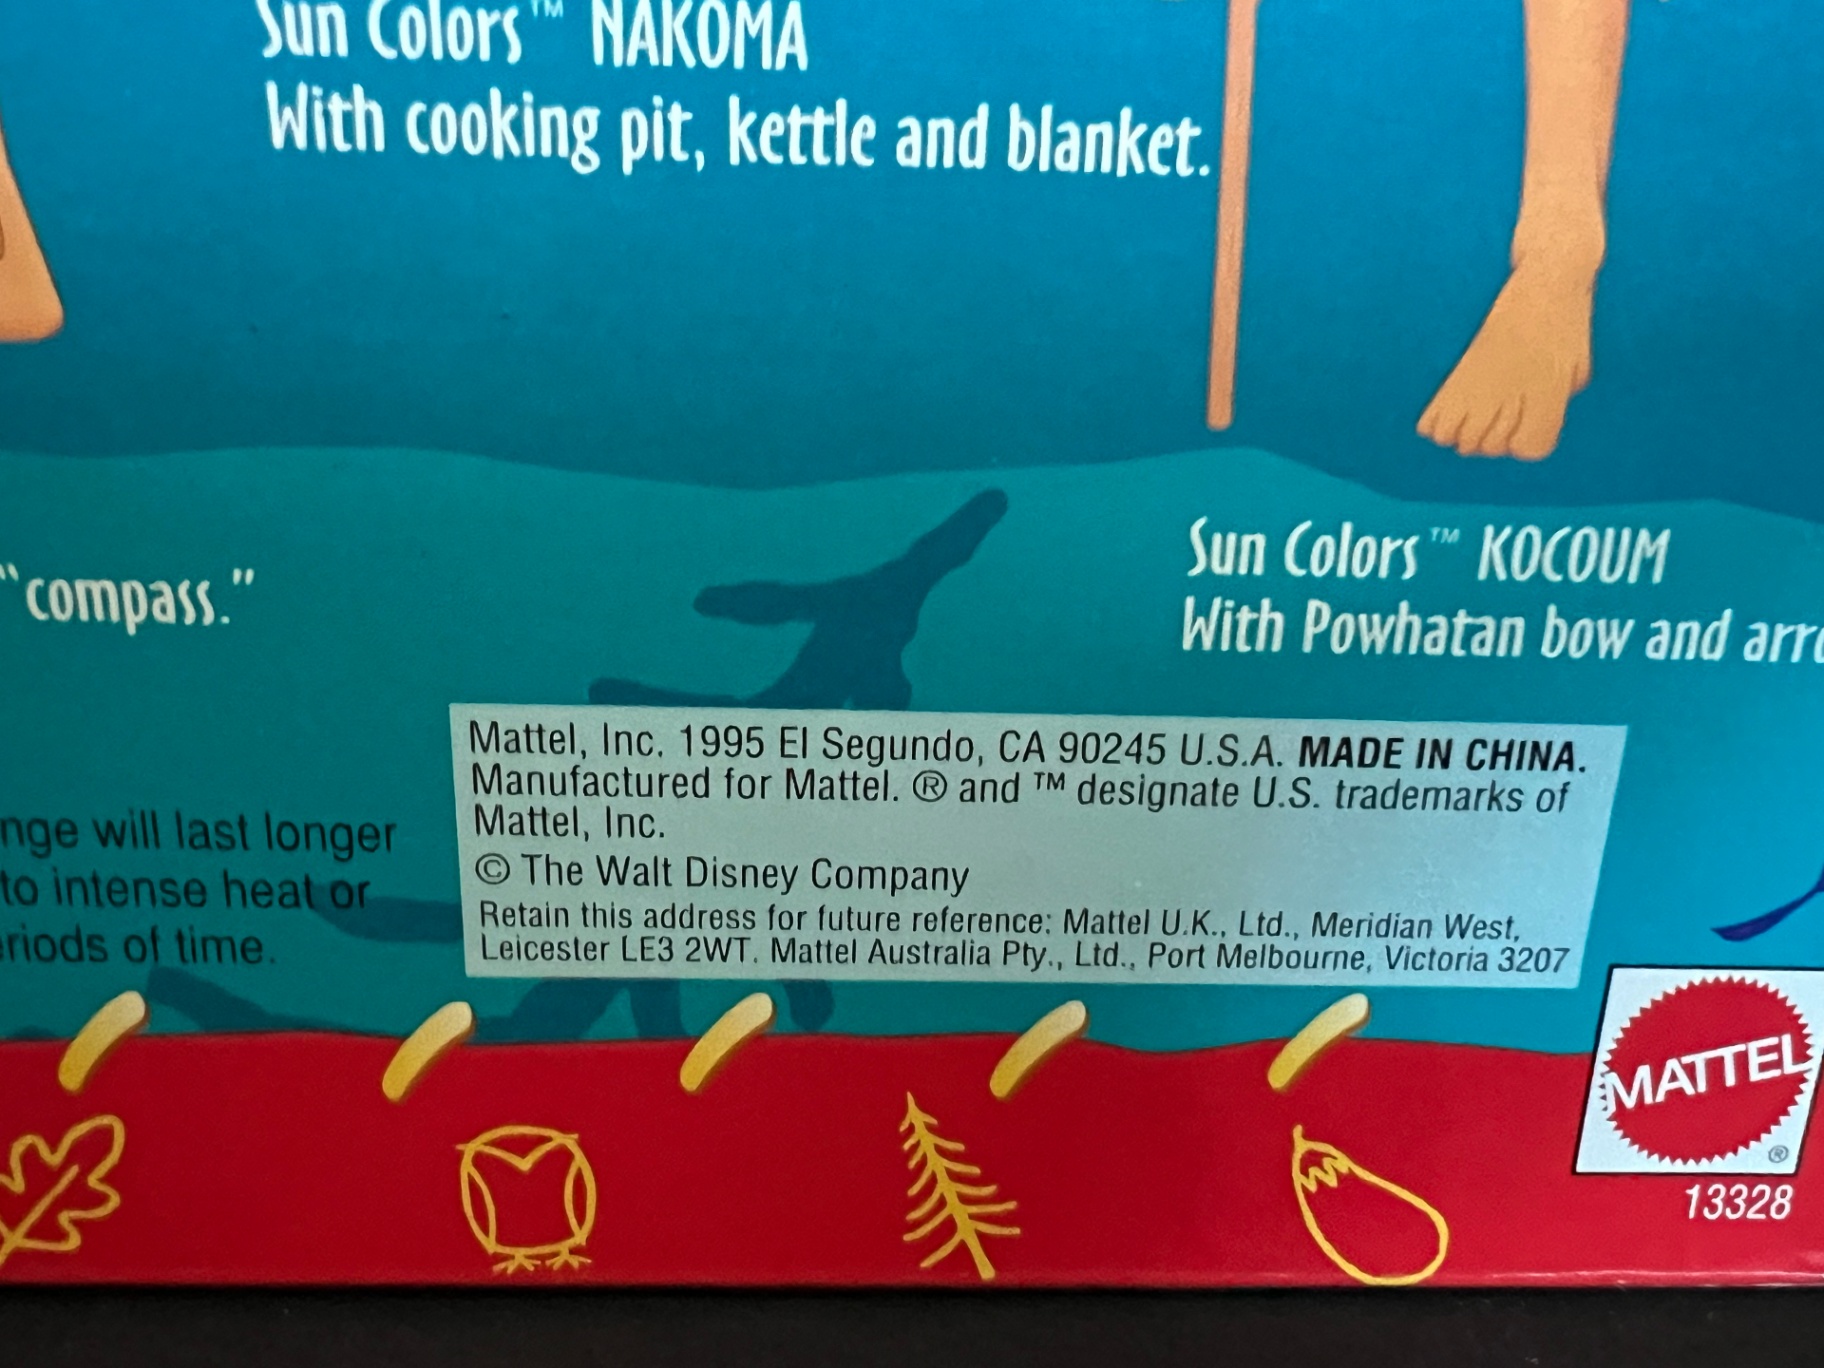 Sun Colors™ NAKOMA
With cooking pit, kettle and blanket.
"compass."
Sun Colors™ KOCOUM
With Powhatan bow and
will last longer
to intense heat or
of time.
Mattel, Inc. 1995 El Segundo, CA 90245 U.S.A. MADE IN CHINA.
Manufactured for Mattel. ® and ™ designate U.S. trademarks of
Mattel, Inc.
© The Walt Disney Company
Retain this address for future reference: Mattel U.K., Ltd., Meridian West,
Leicester LE3 2WT. Mattel Australia Pty., Ltd., Port Melbourne, Victoria 3207
MATTEL®
13328